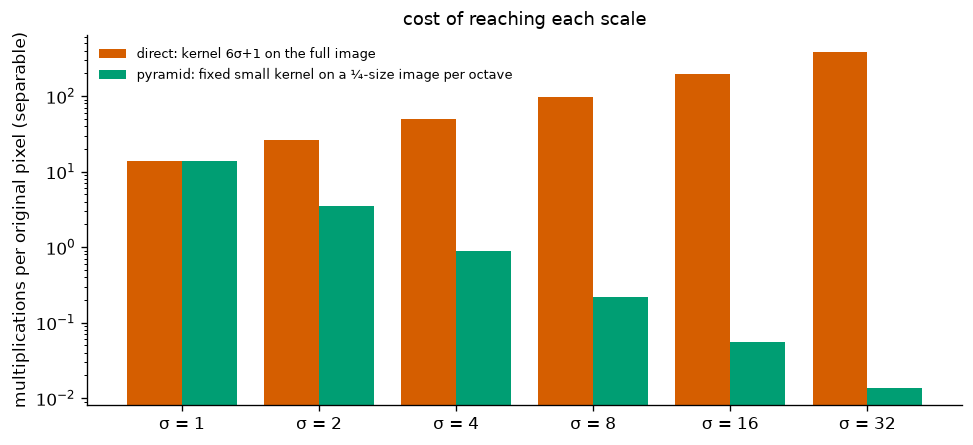 cost of reaching each scale
direct: kernel 6σ+1 on the full image
pyramid: fixed small kernel on a ¼-size image per octave
multiplications per original pixel (separable)
10²
10¹
10⁰
10⁻¹
10⁻²
σ = 1
σ = 2
σ = 4
σ = 8
σ = 16
σ = 32